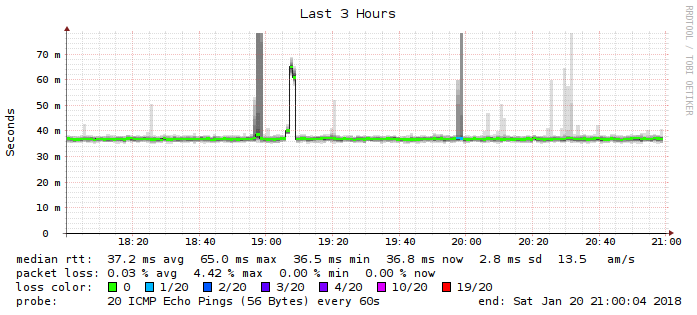 Last 3 Hours
RRDTOOL / TOBI OETIKER
Seconds
70 m
60 m
50 m
40 m
30 m
20 m
10 m
0
18:20 18:40 19:00 19:20 19:40 20:00 20:20 20:40 21:00
median rtt: 37.2 ms avg 65.0 ms max 36.5 ms min 36.8 ms now 2.8 ms sd 13.5 am/s
packet loss: 0.03 % avg 4.42 % max 0.00 % min 0.00 % now
loss color: 0 1/20 2/20 3/20 4/20 10/20 19/20
probe: 20 ICMP Echo Pings (56 Bytes) every 60s end: Sat Jan 20 21:00:04 2018